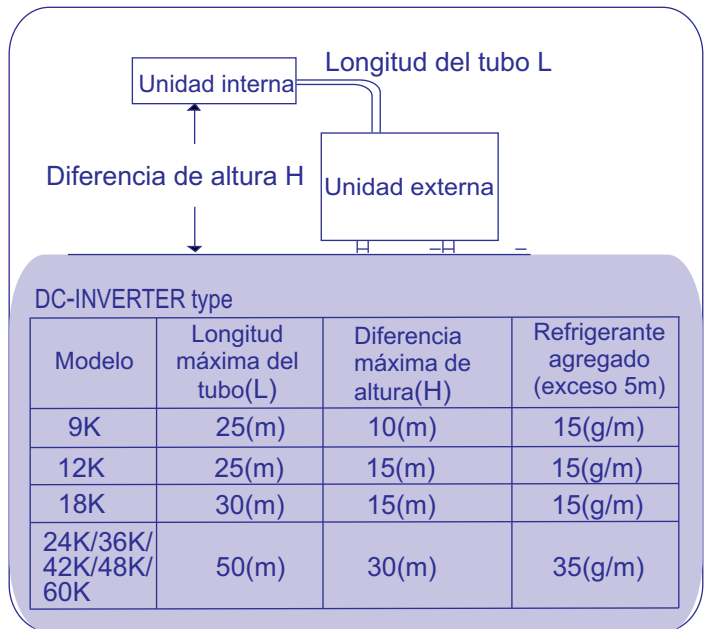 Longitud del tubo L
Unidad interna
Diferencia de altura H
Unidad externa
DC-INVERTER type
Modelo
Longitud
máxima del
tubo(L)
Diferencia
máxima de
altura(H)
Refrigerante
agregado
(exceso 5m)
9K 25(m) 10(m) 15(g/m)
12K 25(m) 15(m) 15(g/m)
18K 30(m) 15(m) 15(g/m)
24K/36K/
42K/48K/
60K
50(m) 30(m) 35(g/m)